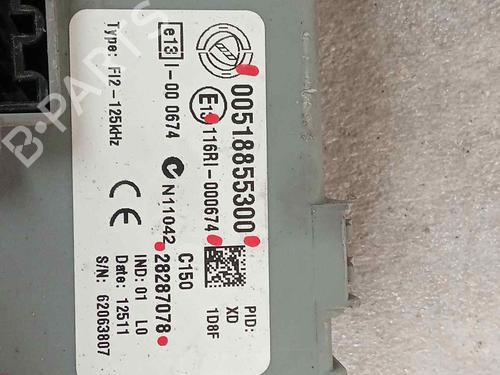 00518855300
e13 I-00 0674
E13 116RI-000674
Type: FI2-125kHz
CE N11042 C150
28287078
IND: 01 L0
Date: 12511
S/N: 62063807
PID:
XD
1D8F
B-PARTS